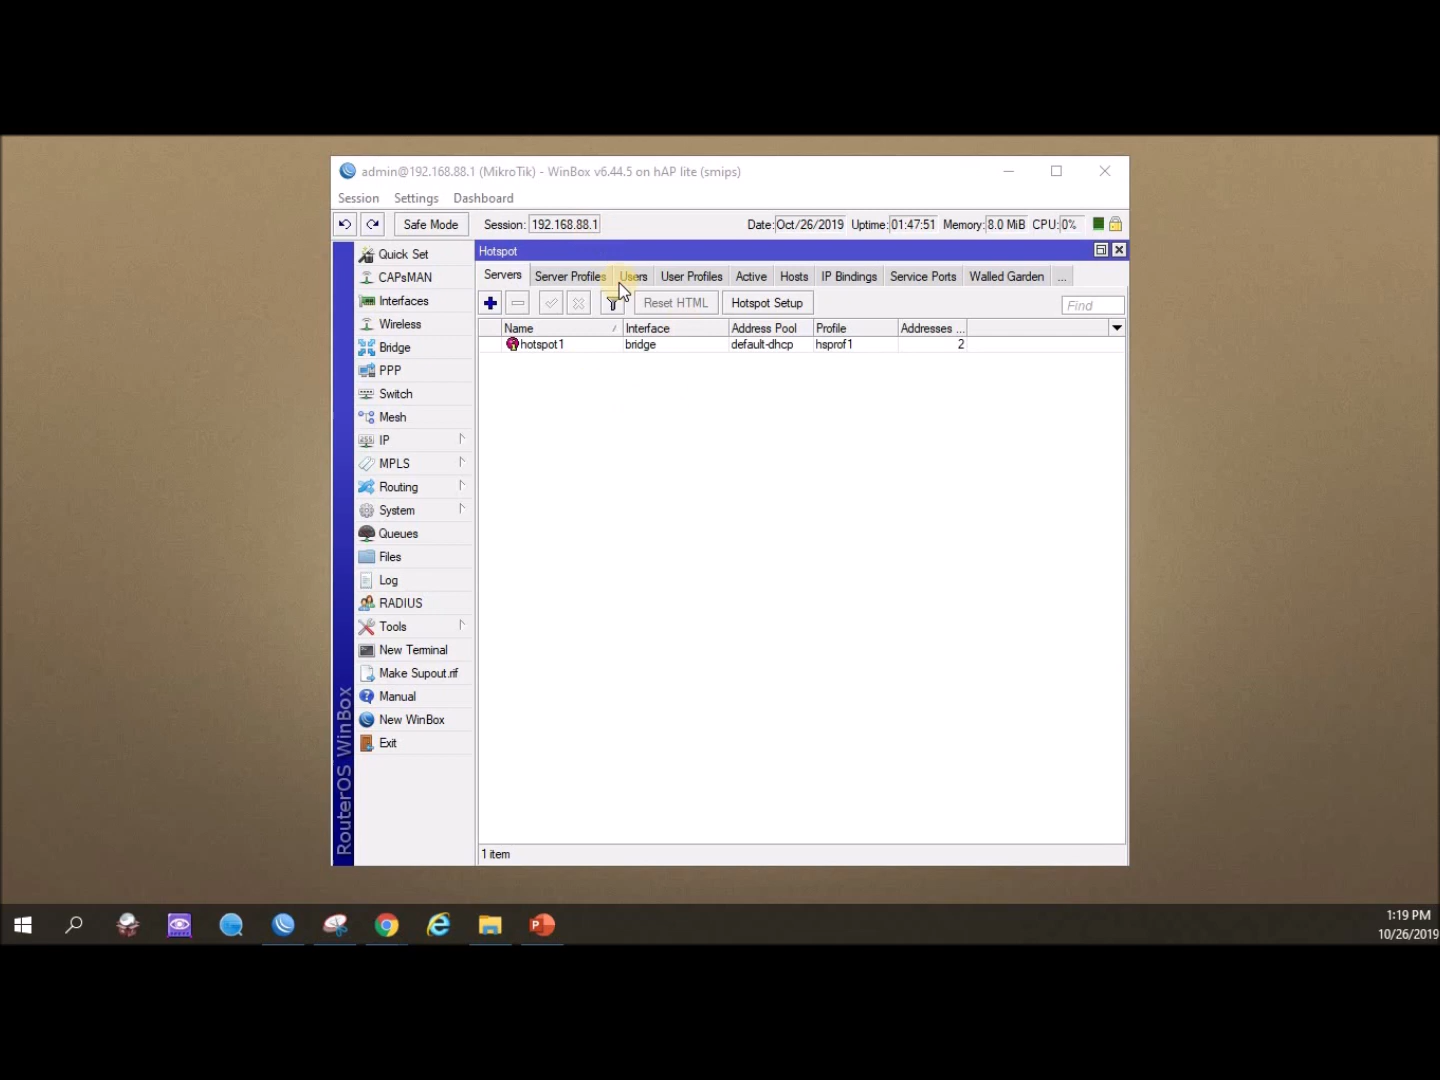 admin@192.168.88.1 (MikroTik) - WinBox v6.44.5 on hAP lite (smips)
Session Settings Dashboard
Safe Mode Session: 192.168.88.1 Date: Oct/26/2019 Uptime: 01:47:51 Memory: 8.0 MiB CPU: 0%
Quick Set
CAPsMAN
Interfaces
Wireless
Bridge
PPP
Switch
Mesh
IP
MPLS
Routing
System
Queues
Files
Log
RADIUS
Tools
New Terminal
Make Supout.rif
Manual
New WinBox
Exit
RouterOS WinBox
Hotspot
Servers Server Profiles Users User Profiles Active Hosts IP Bindings Service Ports Walled Garden ...
Reset HTML Hotspot Setup Find
Name Interface Address Pool Profile Addresses ...
hotspot1 bridge default-dhcp hsprof1 2
1 item
1:19 PM
10/26/2019